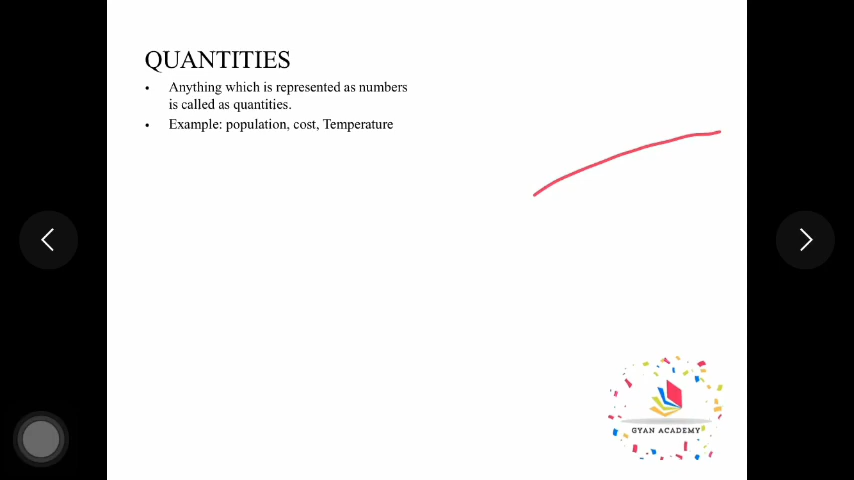 QUANTITIES
• Anything which is represented as numbers
is called as quantities.
• Example: population, cost, Temperature
GYAN ACADEMY